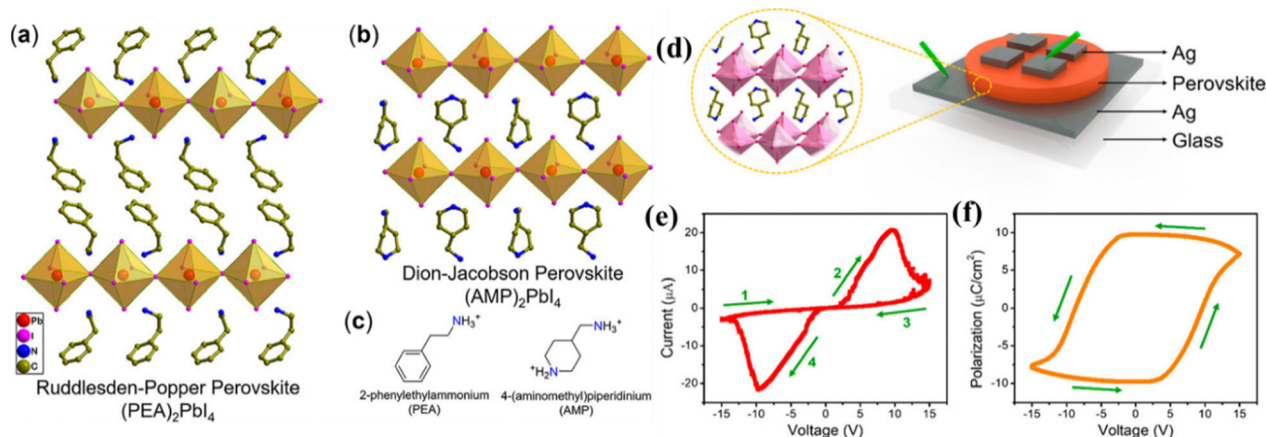 (a)
Pb
I
N
C
Ruddlesden-Popper Perovskite
(PEA)₂PbI₄
(b)
Dion-Jacobson Perovskite
(AMP)₂PbI₄
(c)
NH₃⁺
2-phenylethylammonium
(PEA)
NH₃⁺
⁺H₂N
4-(aminomethyl)piperidinium
(AMP)
(d)
Ag
Perovskite
Ag
Glass
(e)
Current (μA)
20
10
0
-10
-20
1
2
3
4
-15 -10 -5 0 5 10 15
Voltage (V)
(f)
Polarization (μC/cm²)
10
5
0
-5
-10
-15 -10 -5 0 5 10 15
Voltage (V)